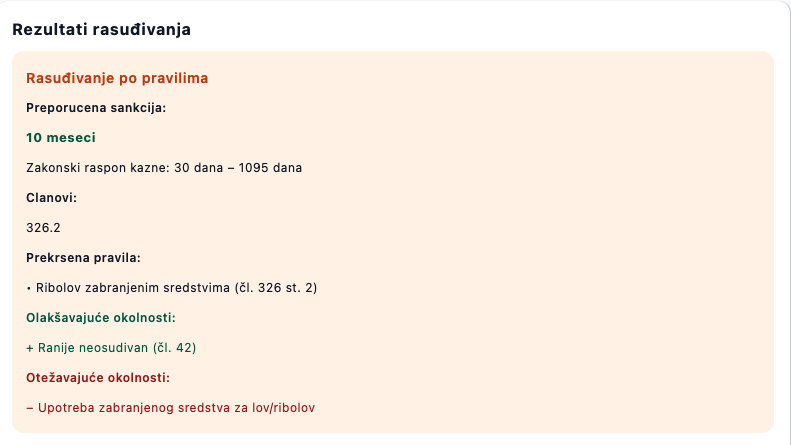 Rezultati rasuđivanja
Rasuđivanje po pravilima
Preporucena sankcija:
10 meseci
Zakonski raspon kazne: 30 dana – 1095 dana
Clanovi:
326.2
Prekrsena pravila:
• Ribolov zabranjenim sredstvima (čl. 326 st. 2)
Olakšavajuće okolnosti:
+ Ranije neosudivan (čl. 42)
Otežavajuće okolnosti:
– Upotreba zabranjenog sredstva za lov/ribolov